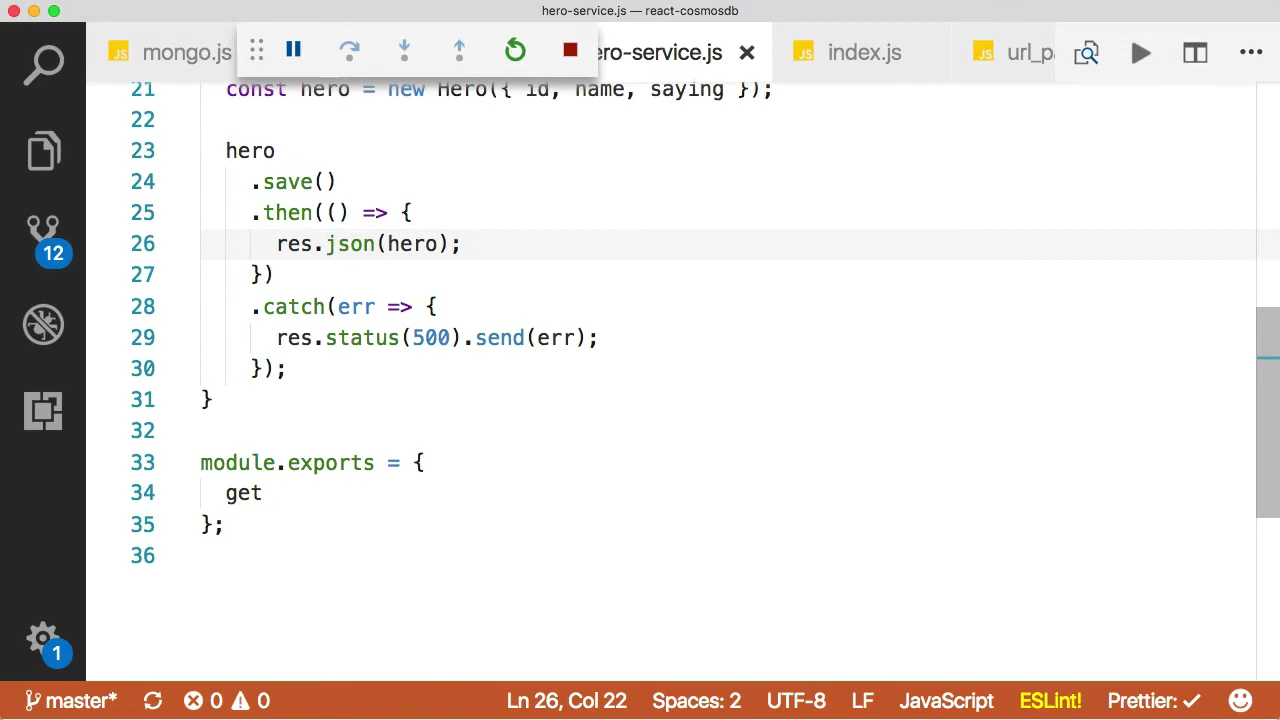 hero-service.js — react-cosmosdb
JS mongo.js ero-service.js JS index.js JS url_p
21 const hero = new Hero({ id, name, saying });
22
23 hero
24 .save()
25 .then(() => {
26 res.json(hero);
27 })
28 .catch(err => {
29 res.status(500).send(err);
30 });
31 }
32
33 module.exports = {
34 get
35 };
36
12
1
master* 0 0 Ln 26, Col 22 Spaces: 2 UTF-8 LF JavaScript ESLint! Prettier: ✓